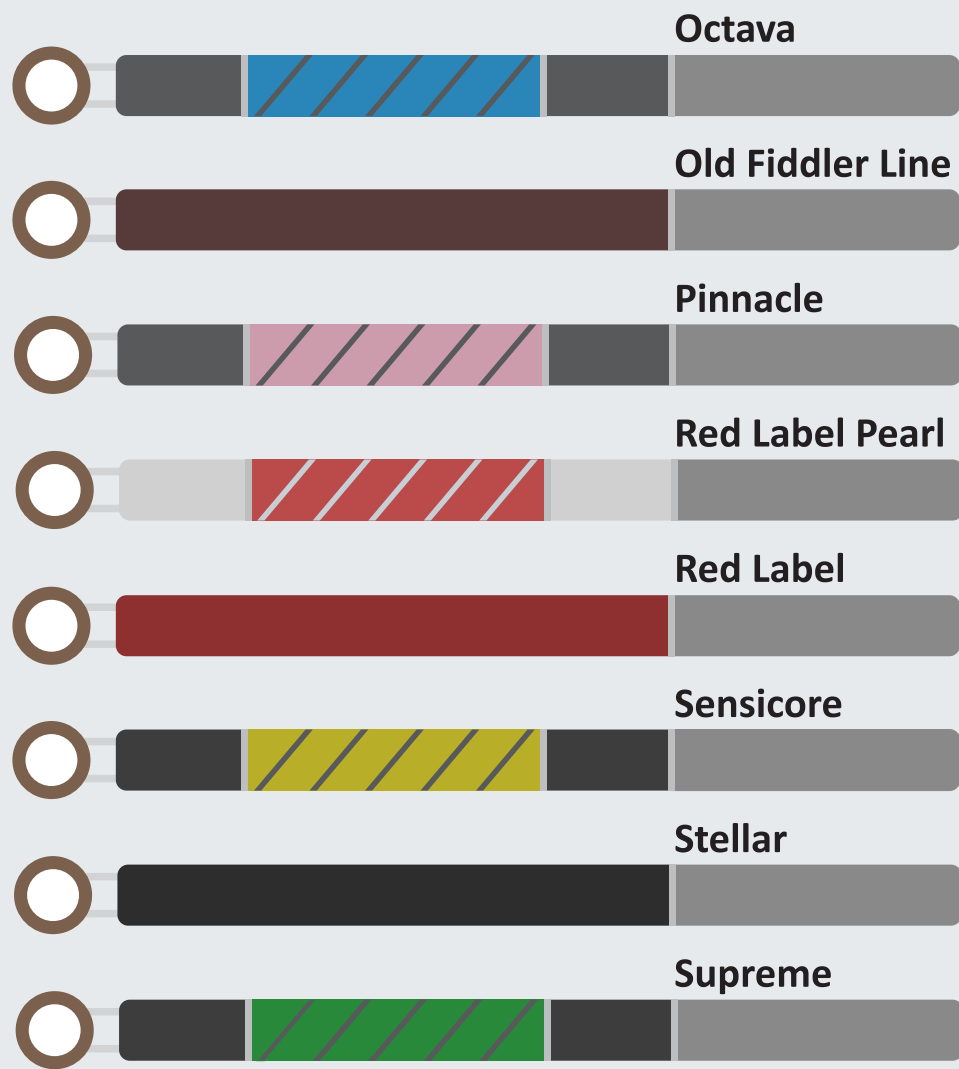 Octava
Old Fiddler Line
Pinnacle
Red Label Pearl
Red Label
Sensicore
Stellar
Supreme